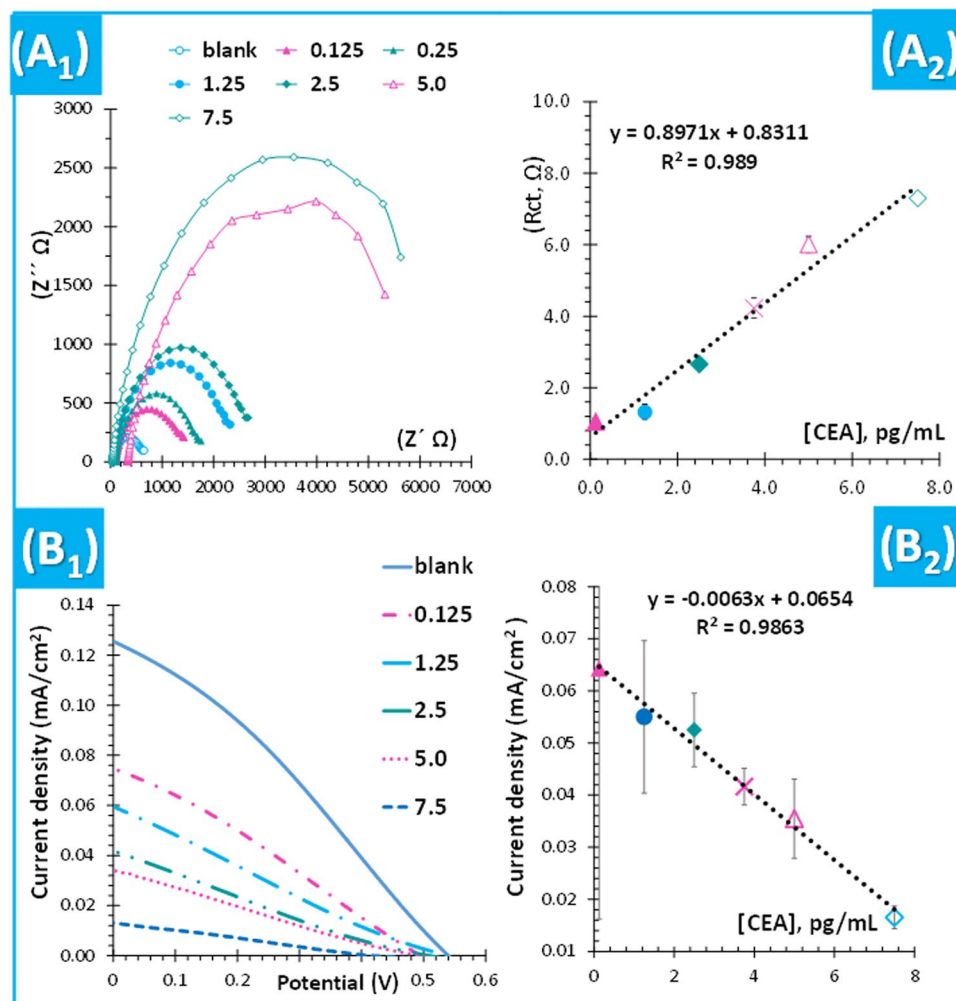 (A1)
blank 0.125 0.25
1.25 2.5 5.0
7.5
3000
2500
2000
1500
1000
500
0
(Z´´ Ω)
(Z´ Ω)
0 1000 2000 3000 4000 5000 6000 7000
(A2)
10.0
8.0
6.0
4.0
2.0
0.0
(Rct, Ω)
y = 0.8971x + 0.8311
R² = 0.989
[CEA], pg/mL
0.0 2.0 4.0 6.0 8.0
(B1)
blank
0.125
1.25
2.5
5.0
7.5
0.14
0.12
0.10
0.08
0.06
0.04
0.02
0.00
Current density (mA/cm²)
0 0.1 0.2 0.3 0.4 0.5 0.6
Potential (V)
(B2)
0.08
0.07
0.06
0.05
0.04
0.03
0.02
0.01
Current density (mA/cm²)
y = -0.0063x + 0.0654
R² = 0.9863
[CEA], pg/mL
0 2 4 6 8